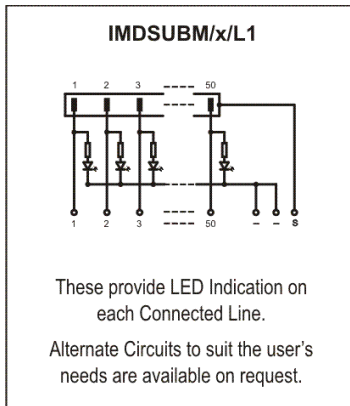 IMDSUBM/x/L1
1 2 3 50
1 2 3 50 – – S
These provide LED Indication on
each Connected Line.
Alternate Circuits to suit the user's
needs are available on request.